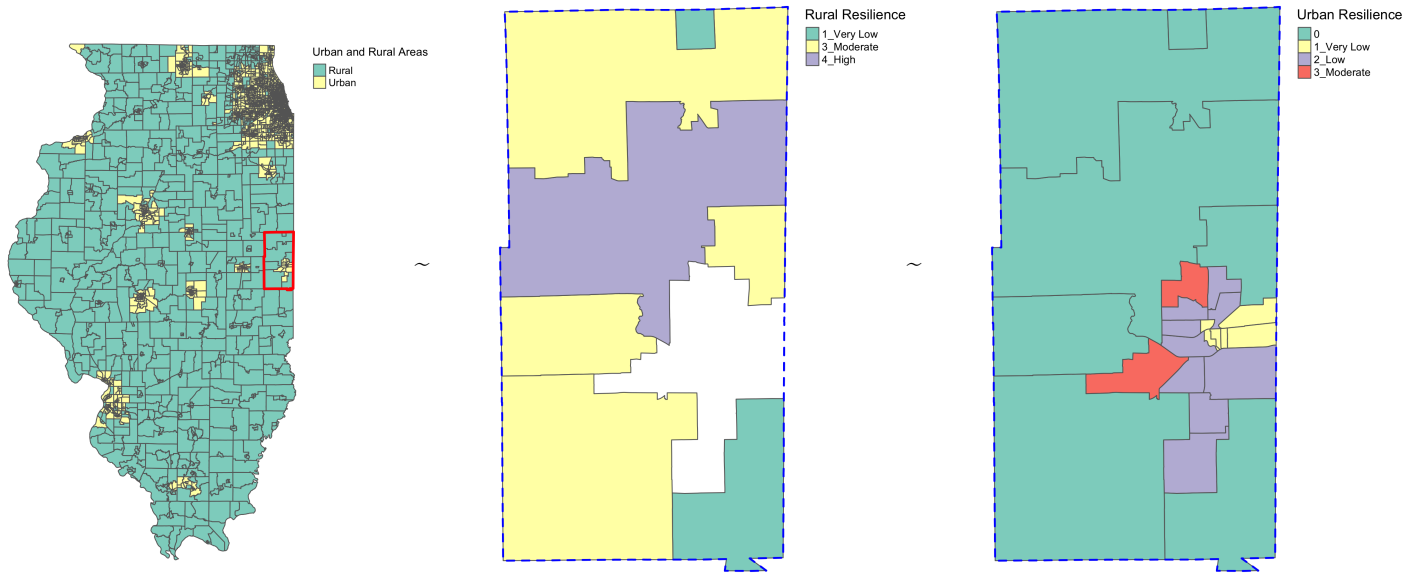 Urban and Rural Areas
Rural
Urban
~
Rural Resilience
1_Very Low
3_Moderate
4_High
~
Urban Resilience
0
1_Very Low
2_Low
3_Moderate